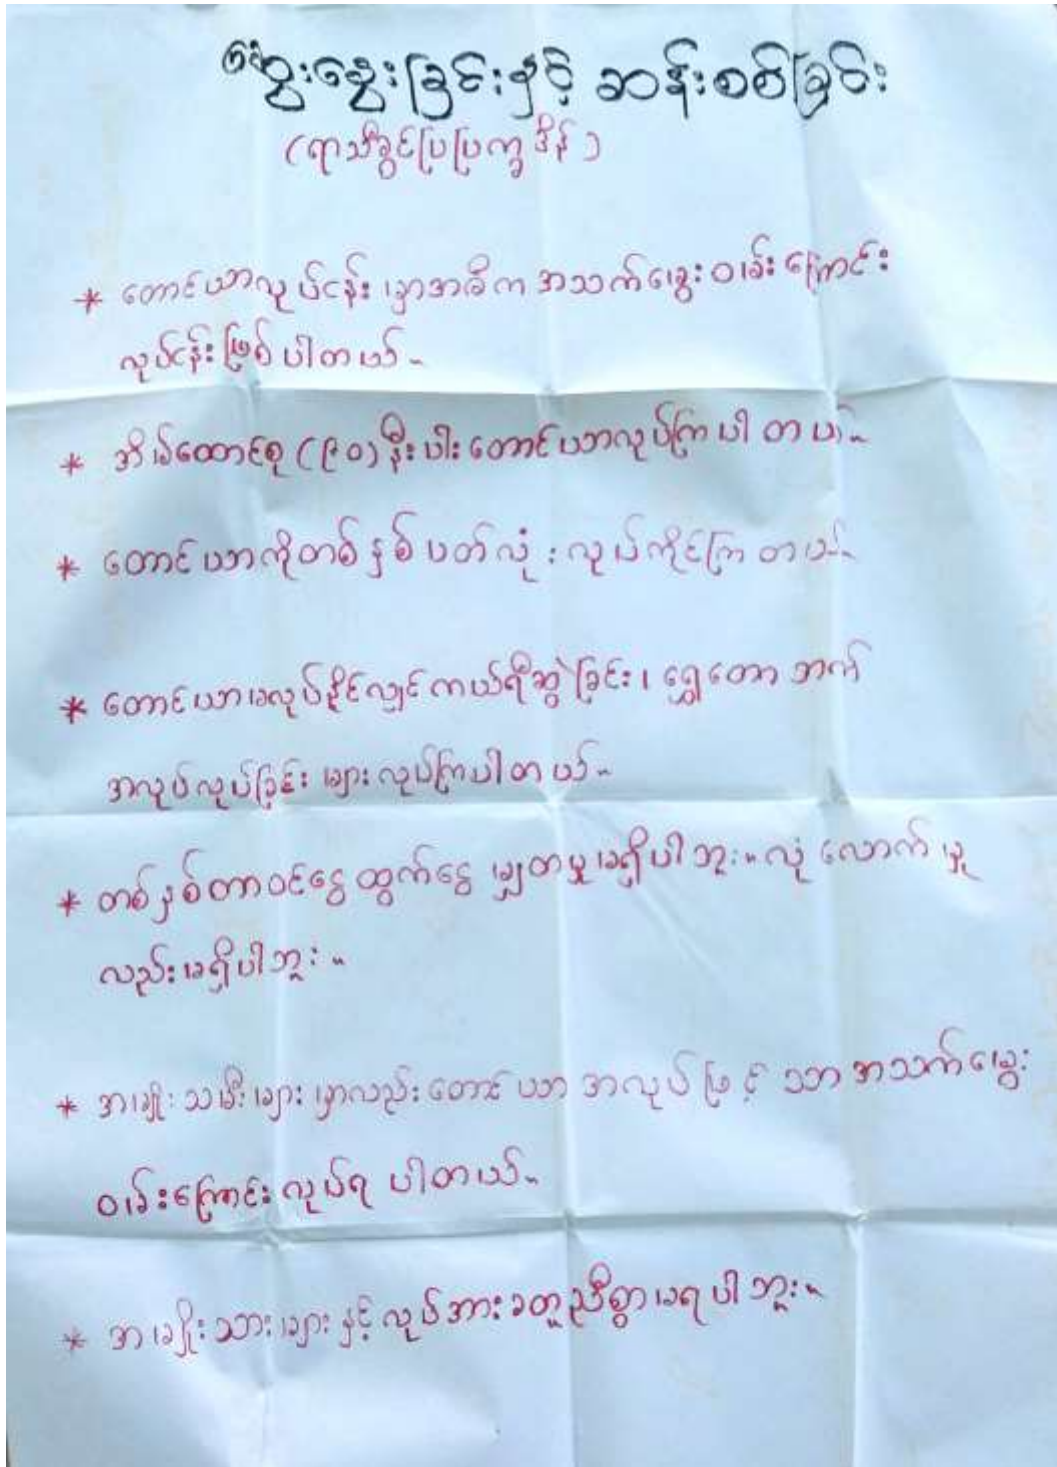 ဆွေးနွေးခြင်းနှင့် ဆန်းစစ်ခြင်း
(ရာသီခွင်ပြပြက္ခဒိန်)
* တောင်ယာလုပ်ငန်းမှာအဓိကအသက်မွေးဝမ်းကြောင်း
လုပ်ငန်းဖြစ်ပါတယ်။
* အိမ်ထောင်စု (၉၀) နီးပါးတောင်ယာလုပ်ကြပါတယ်။
* တောင်ယာကိုတစ်နှစ်ပတ်လုံးလုပ်ကိုင်ကြတယ်။
* တောင်ယာမလုပ်နိုင်လျှင် ကယ်ရီဆွဲခြင်း၊ ရွှေတောဘက်
အလုပ်လုပ်ခြင်းများလုပ်ကြပါတယ်။
* တစ်နှစ်တာဝင်ငွေထွက်ငွေ မျှတမှုမရှိပါဘူး။ လုံလောက်မှု
လည်းမရှိပါဘူး။
* အမျိုးသမီးများမှာလည်းတောင်ယာအလုပ်ဖြင့်သာအသက်မွေး
ဝမ်းကြောင်းလုပ်ရပါတယ်။
* အမျိုးသားများနှင့်လုပ်အားခတူညီစွာမရပါဘူး။